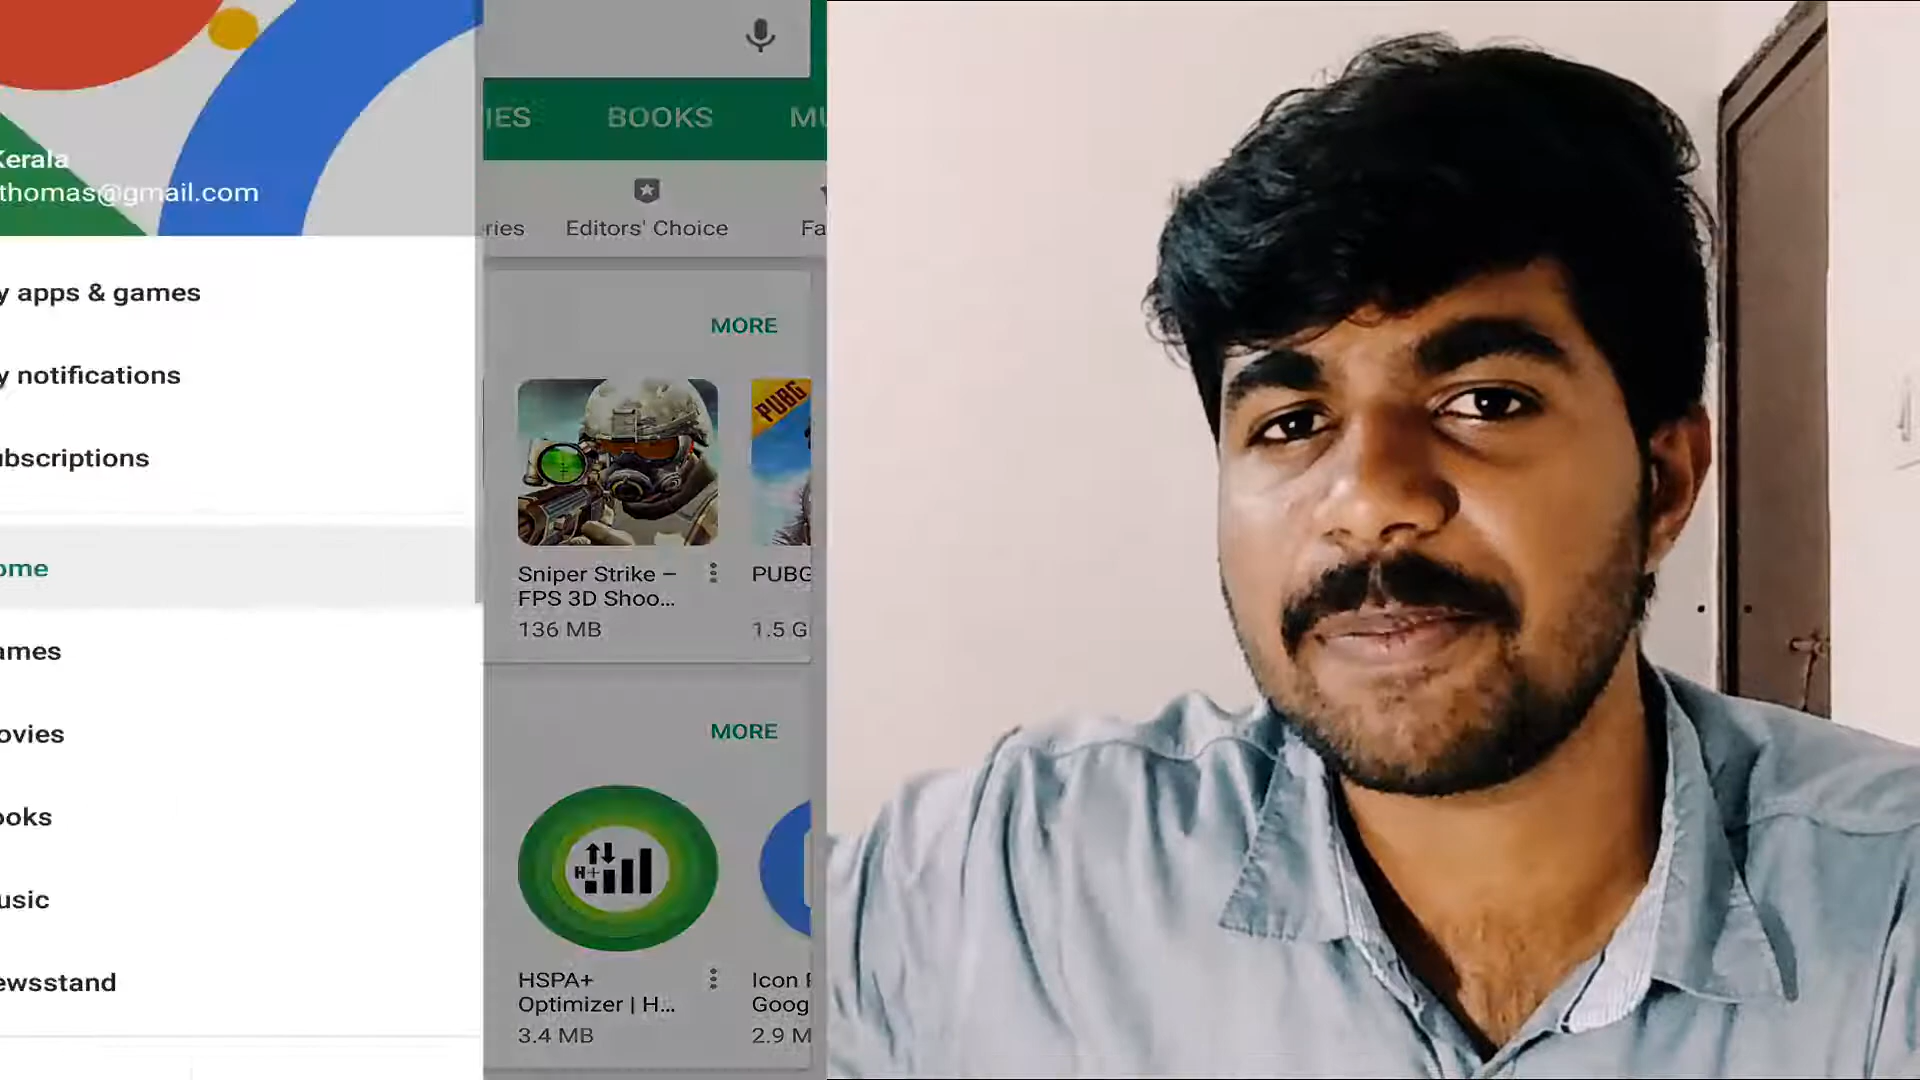 Kerala
thomas@gmail.com
y apps & games
y notifications
ubscriptions
ome
ames
ovies
ooks
usic
ewsstand
IES BOOKS MU
ries Editors' Choice Fa
MORE
PUBG
Sniper Strike – PUBG
FPS 3D Shoo...
136 MB 1.5 G
MORE
H+
HSPA+ Icon
Optimizer | H... Goog
3.4 MB 2.9 M